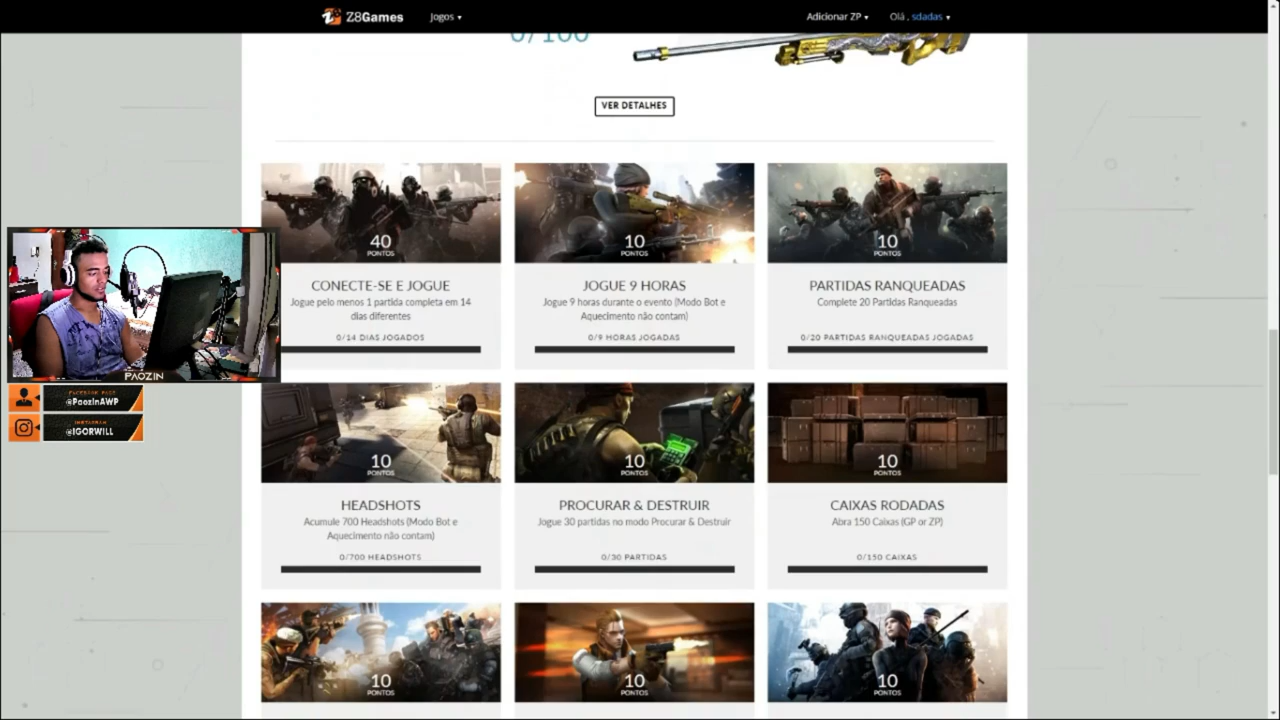 Z8Games
Jogos
Adicionar ZP
Olá , sdadas
0/100
VER DETALHES
40
PONTOS
CONECTE-SE E JOGUE
Jogue pelo menos 1 partida completa em 14
dias diferentes
0/14 DIAS JOGADOS
10
PONTOS
JOGUE 9 HORAS
Jogue 9 horas durante o evento (Modo Bot e
Aquecimento não contam)
0/9 HORAS JOGADAS
10
PONTOS
PARTIDAS RANQUEADAS
Complete 20 Partidas Ranqueadas
0/20 PARTIDAS RANQUEADAS JOGADAS
PAOZIN
FACEBOOK PAGE
@PaozinAWP
INSTAGRAM
@IGORWILL
10
PONTOS
HEADSHOTS
Acumule 700 Headshots (Modo Bot e
Aquecimento não contam)
0/700 HEADSHOTS
10
PONTOS
PROCURAR & DESTRUIR
Jogue 30 partidas no modo Procurar & Destruir
0/30 PARTIDAS
10
PONTOS
CAIXAS RODADAS
Abra 150 Caixas (GP or ZP)
0/150 CAIXAS
10
PONTOS
10
PONTOS
10
PONTOS